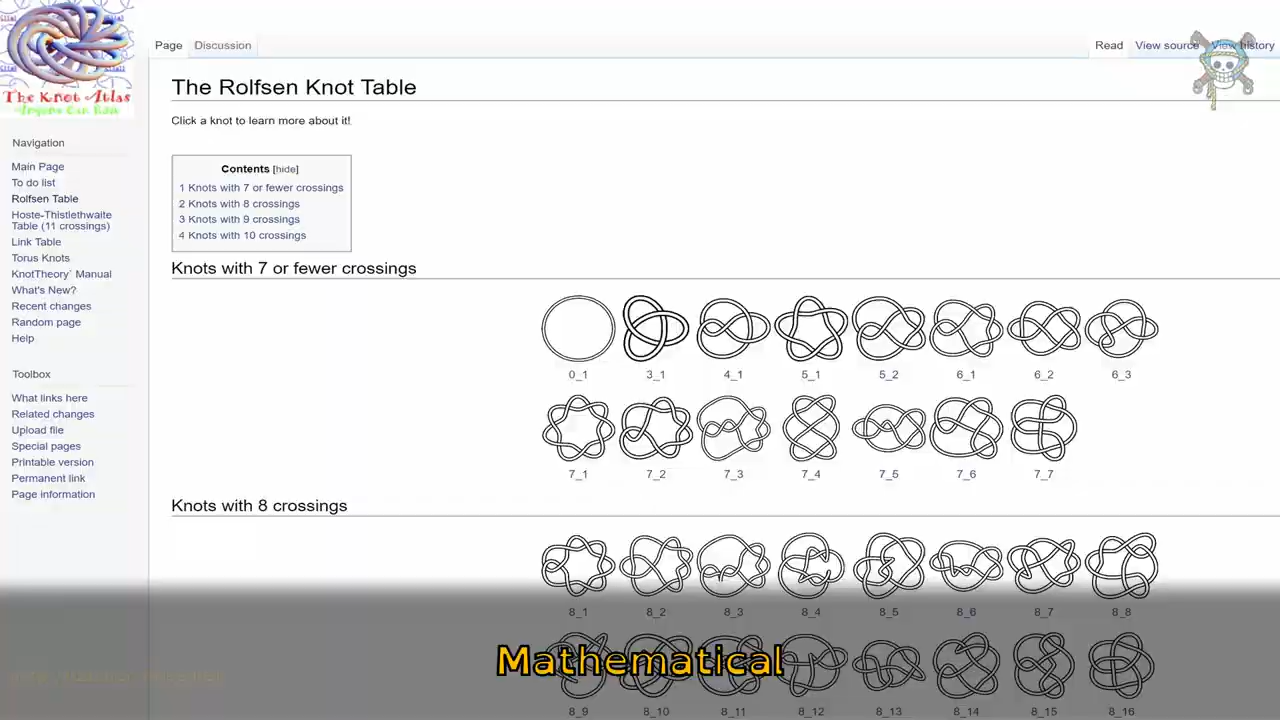 The Knot Atlas
Anyone Can Edit
Page
Discussion
Read
View source
View history
The Rolfsen Knot Table
Click a knot to learn more about it!
Contents [hide]
1 Knots with 7 or fewer crossings
2 Knots with 8 crossings
3 Knots with 9 crossings
4 Knots with 10 crossings
Navigation
Main Page
To do list
Rolfsen Table
Hoste-Thistlethwaite
Table (11 crossings)
Link Table
Torus Knots
KnotTheory` Manual
What's New?
Recent changes
Random page
Help
Toolbox
What links here
Related changes
Upload file
Special pages
Printable version
Permanent link
Page information
Knots with 7 or fewer crossings
0_1 3_1 4_1 5_1 5_2 6_1 6_2 6_3
7_1 7_2 7_3 7_4 7_5 7_6 7_7
Knots with 8 crossings
8_1 8_2 8_3 8_4 8_5 8_6 8_7 8_8
Mathematical
8_9 8_10 8_11 8_12 8_13 8_14 8_15 8_16